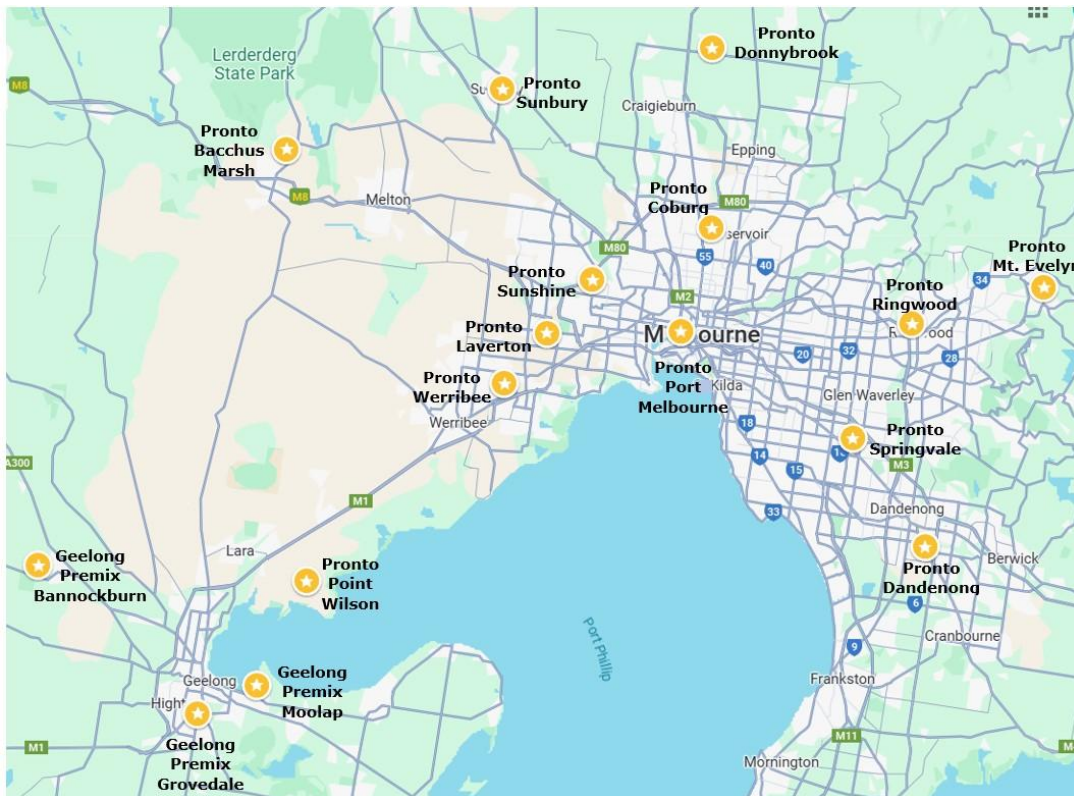 Pronto
Donnybrook
Lerderderg
State Park
M8
Pronto
Sunbury
Craigieburn
Pronto
Bacchus
Marsh
Epping
M8
Melton
Pronto
Coburg
M80
M80
55
40
Pronto
Mt. Evelyn
34
Pronto
Sunshine
M2
Pronto
Ringwood
Pronto
Laverton
20
32
28
Pronto
Werribee
Pronto
Port
Melbourne
Kilda
Glen Waverley
Werribee
18
Pronto
Springvale
14
15
M3
A300
M1
33
Dandenong
Lara
Geelong
Premix
Bannockburn
Pronto
Point
Wilson
Berwick
Pronto
Dandenong
6
Cranbourne
Port Phillip
9
Geelong
Geelong
Premix
Moolap
Frankston
M1
Geelong
Premix
Grovedale
M11
Mornington